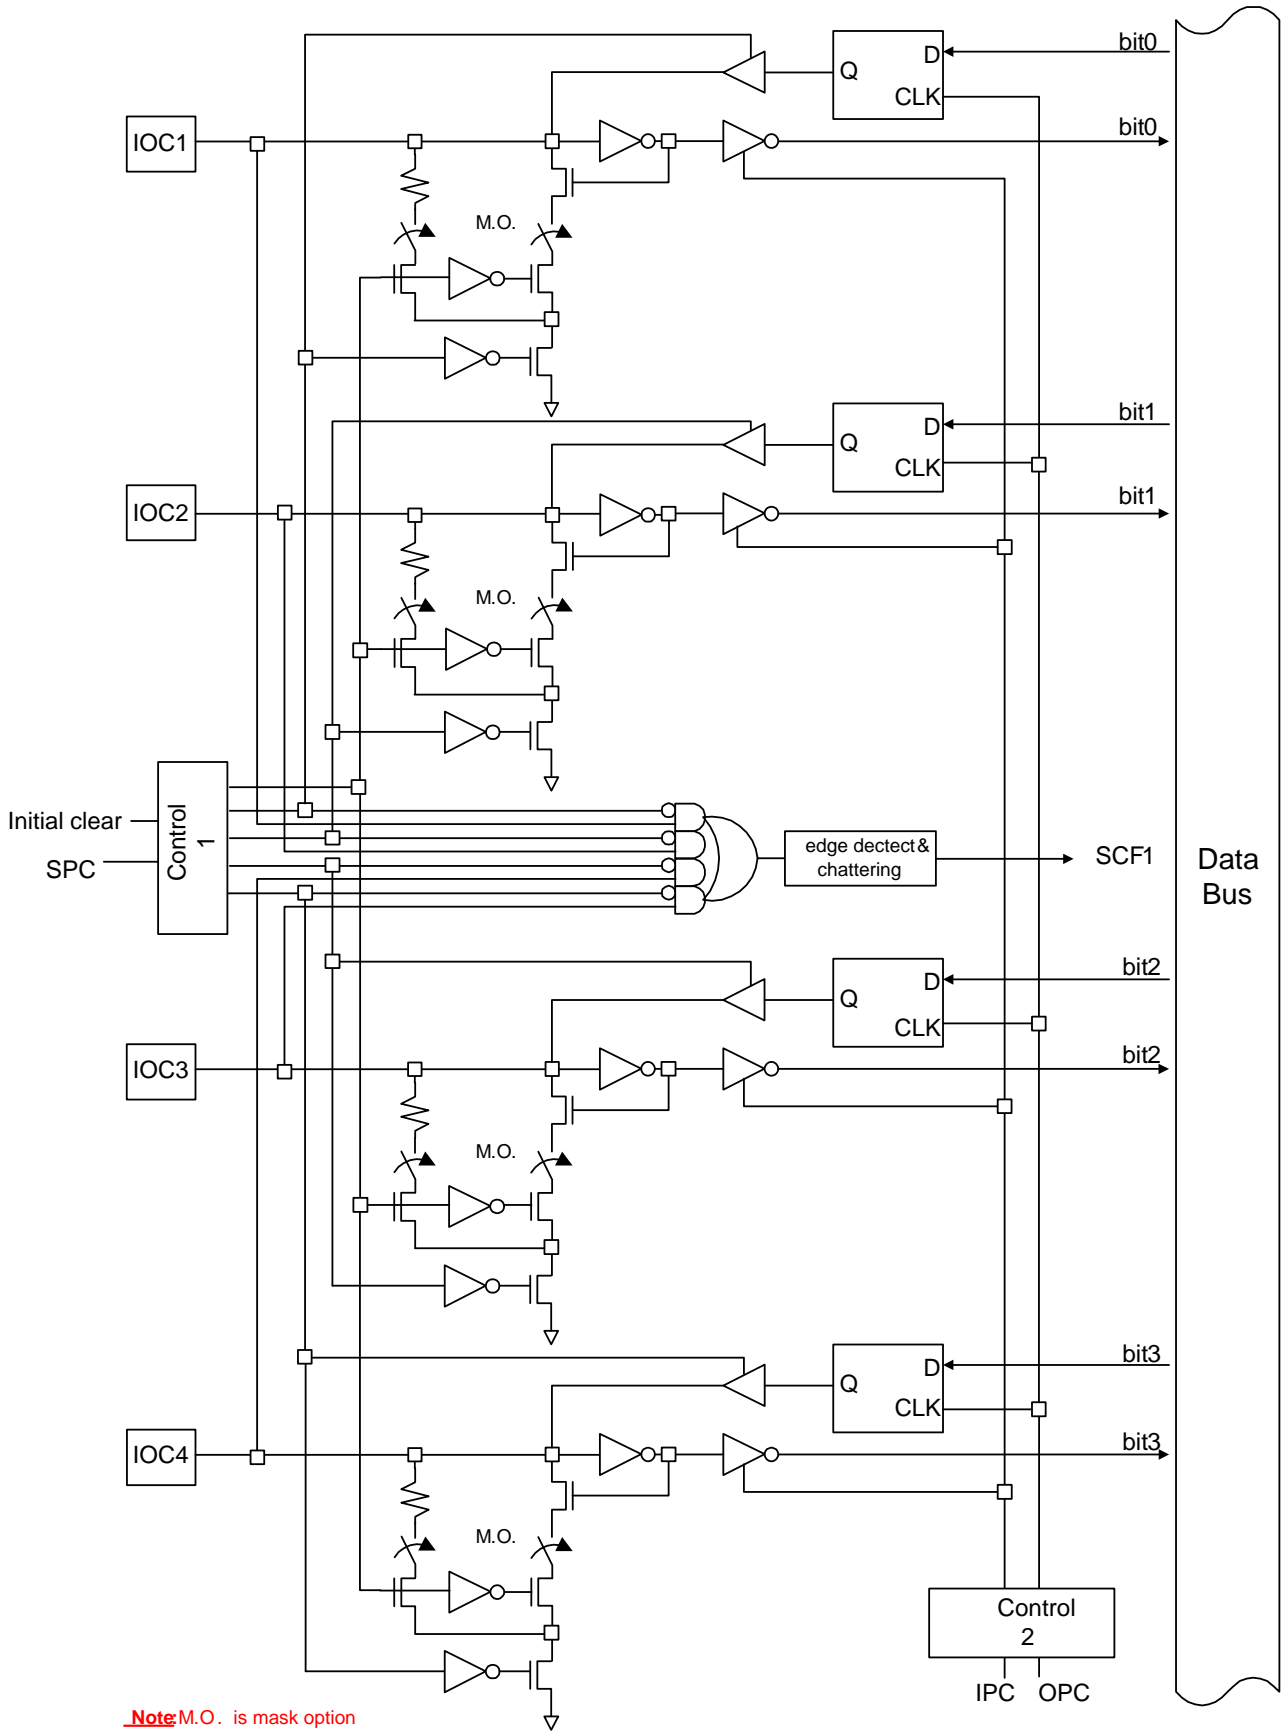 bit0
D
Q
CLK
IOC1
bit0
M.O.
bit1
D
Q
CLK
IOC2
bit1
M.O.
Initial clear
SPC
Control
1
edge dectect &
chattering
SCF1
Data
Bus
bit2
D
Q
CLK
IOC3
bit2
M.O.
bit3
D
Q
CLK
IOC4
bit3
M.O.
Control
2
IPC OPC
Note: M.O. is mask option